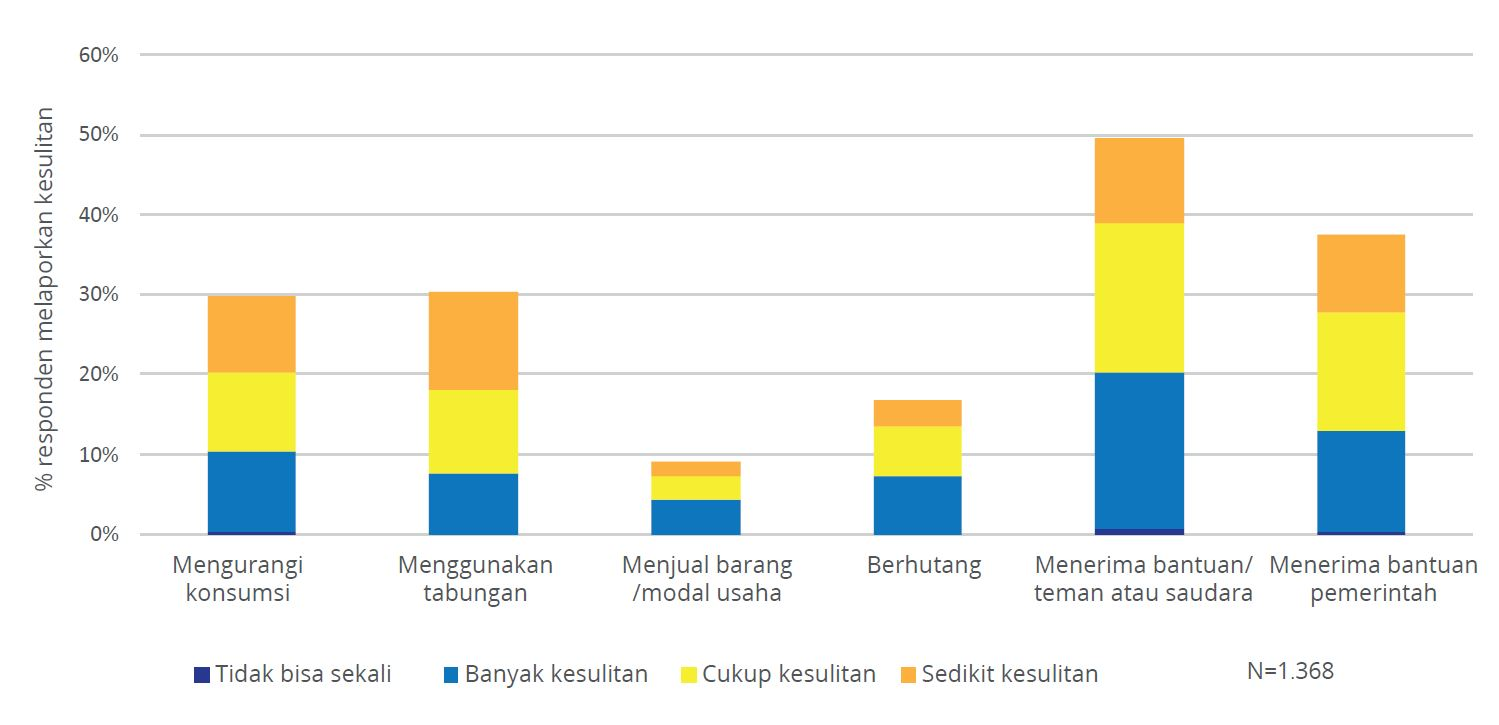 60%
50%
40%
30%
20%
10%
0%
% responden melaporkan kesulitan
Mengurangi
konsumsi
Menggunakan
tabungan
Menjual barang
/modal usaha
Berhutang
Menerima bantuan/
teman atau saudara
Menerima bantuan
pemerintah
Tidak bisa sekali
Banyak kesulitan
Cukup kesulitan
Sedikit kesulitan
N=1.368